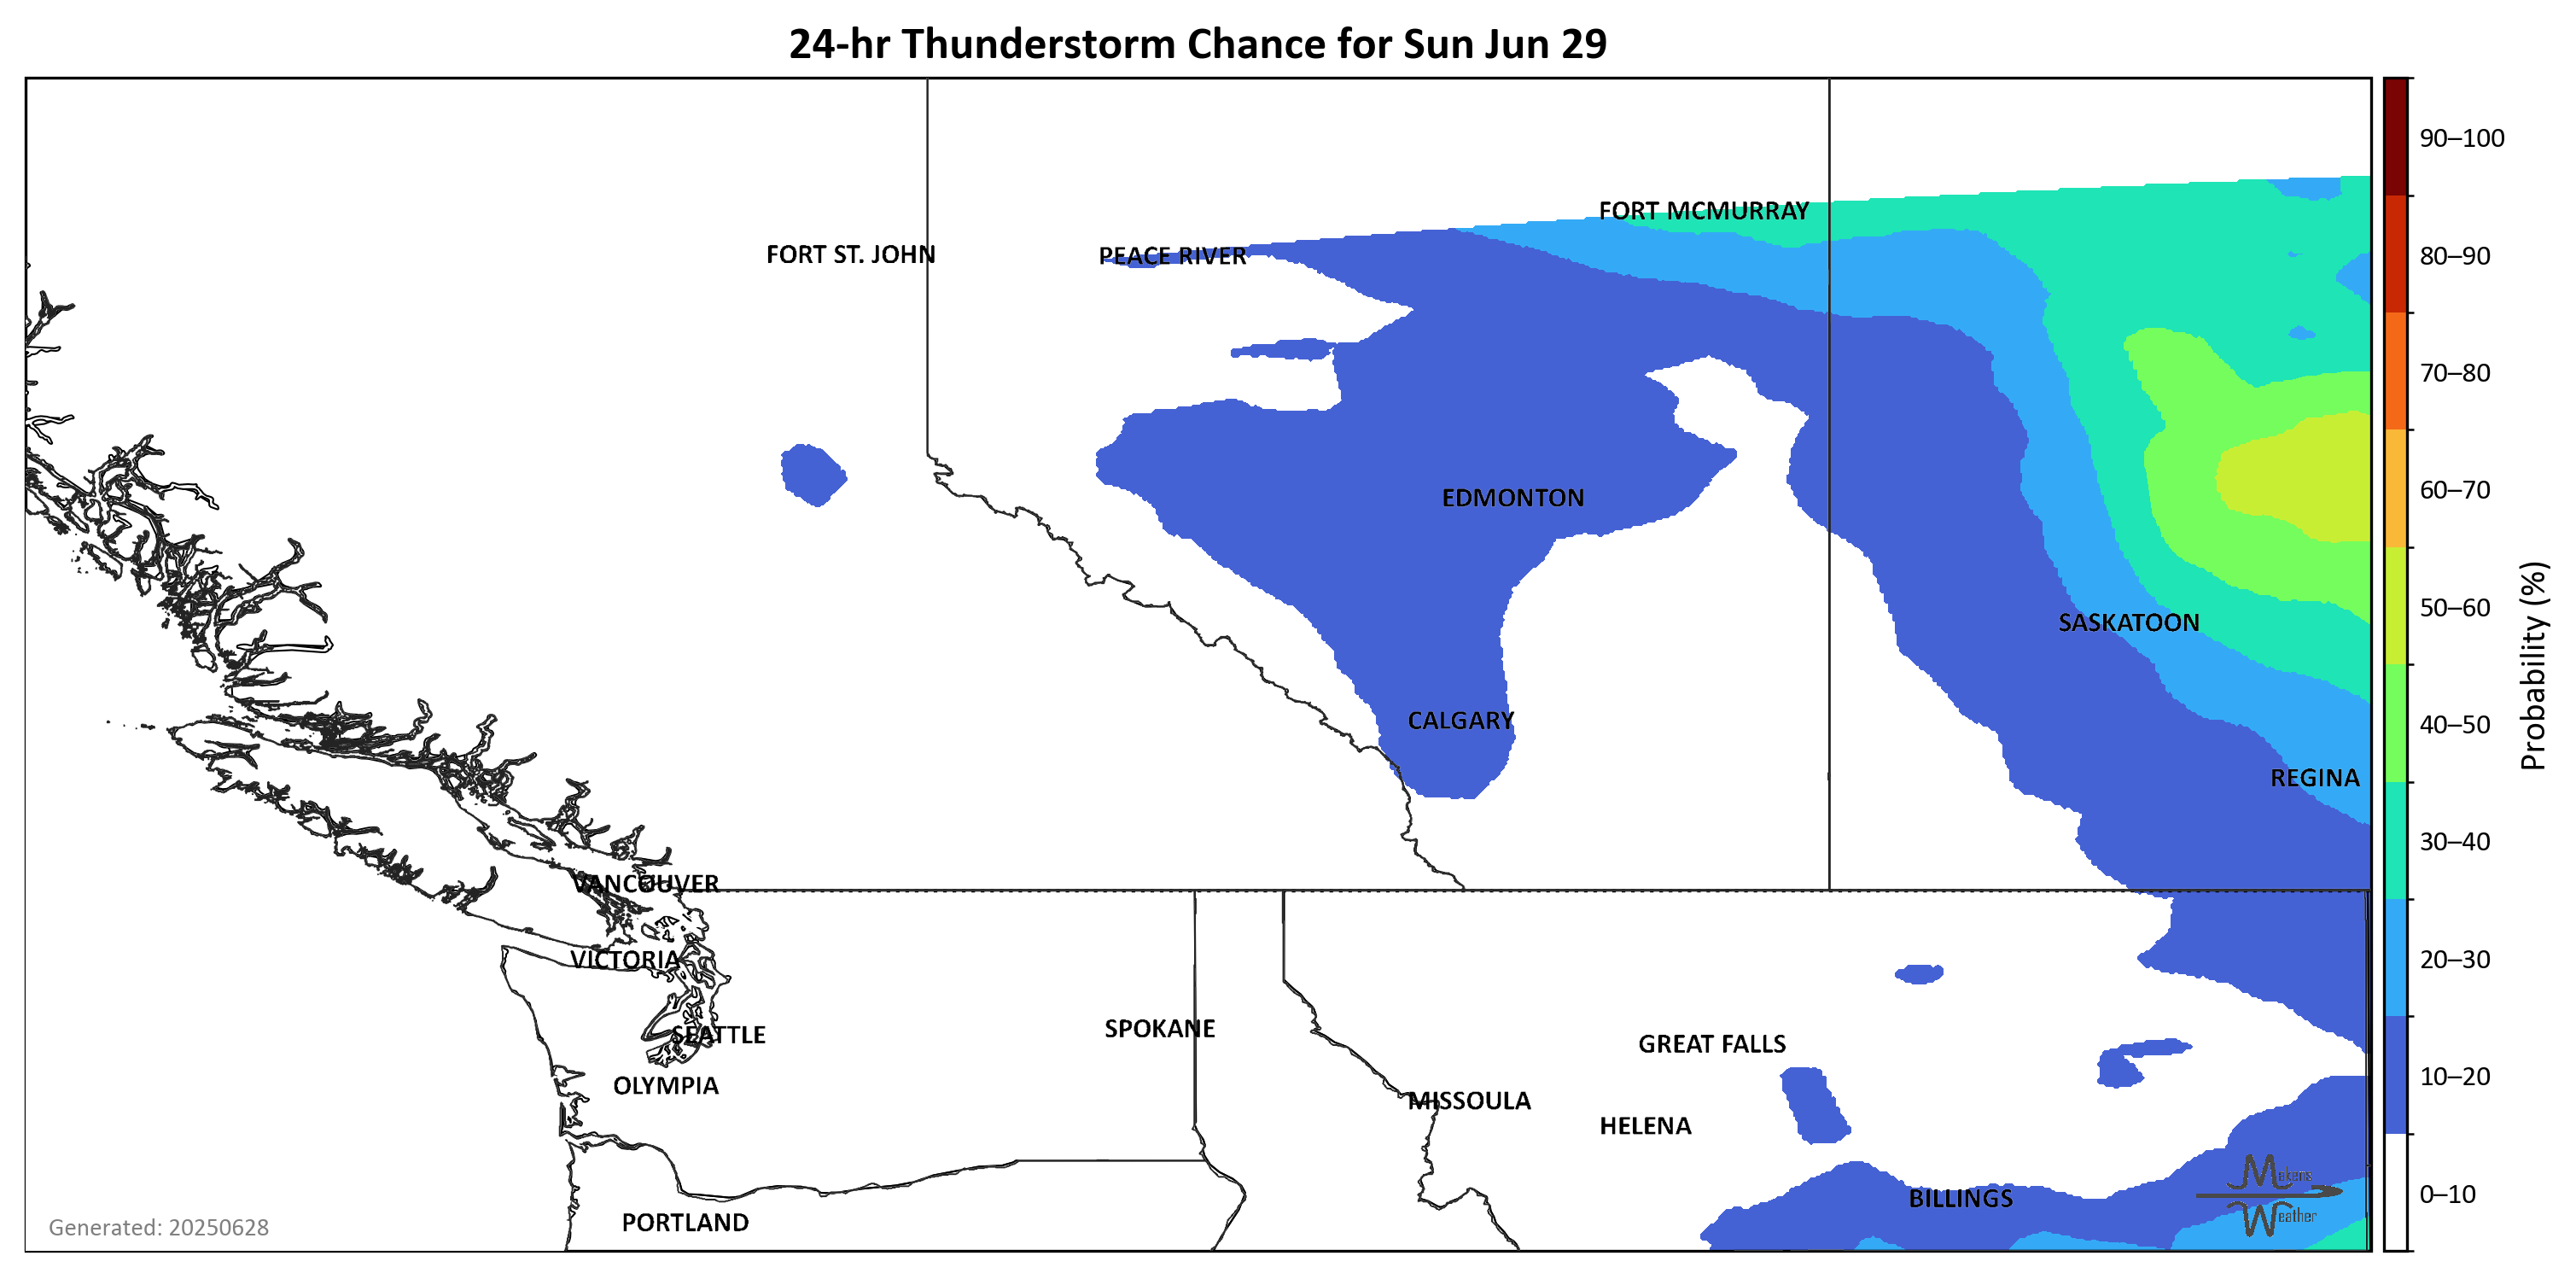 24-hr Thunderstorm Chance for Sun Jun 29
90–100
FORT MCMURRAY
FORT ST. JOHN
PEACE RIVER
80–90
70–80
60–70
EDMONTON
50–60
SASKATOON
CALGARY
40–50
Probability (%)
REGINA
30–40
VANCOUVER
VICTORIA
20–30
SPOKANE
SEATTLE
GREAT FALLS
OLYMPIA
10–20
MISSOULA
HELENA
Mekens
Weather
0–10
BILLINGS
PORTLAND
Generated: 20250628